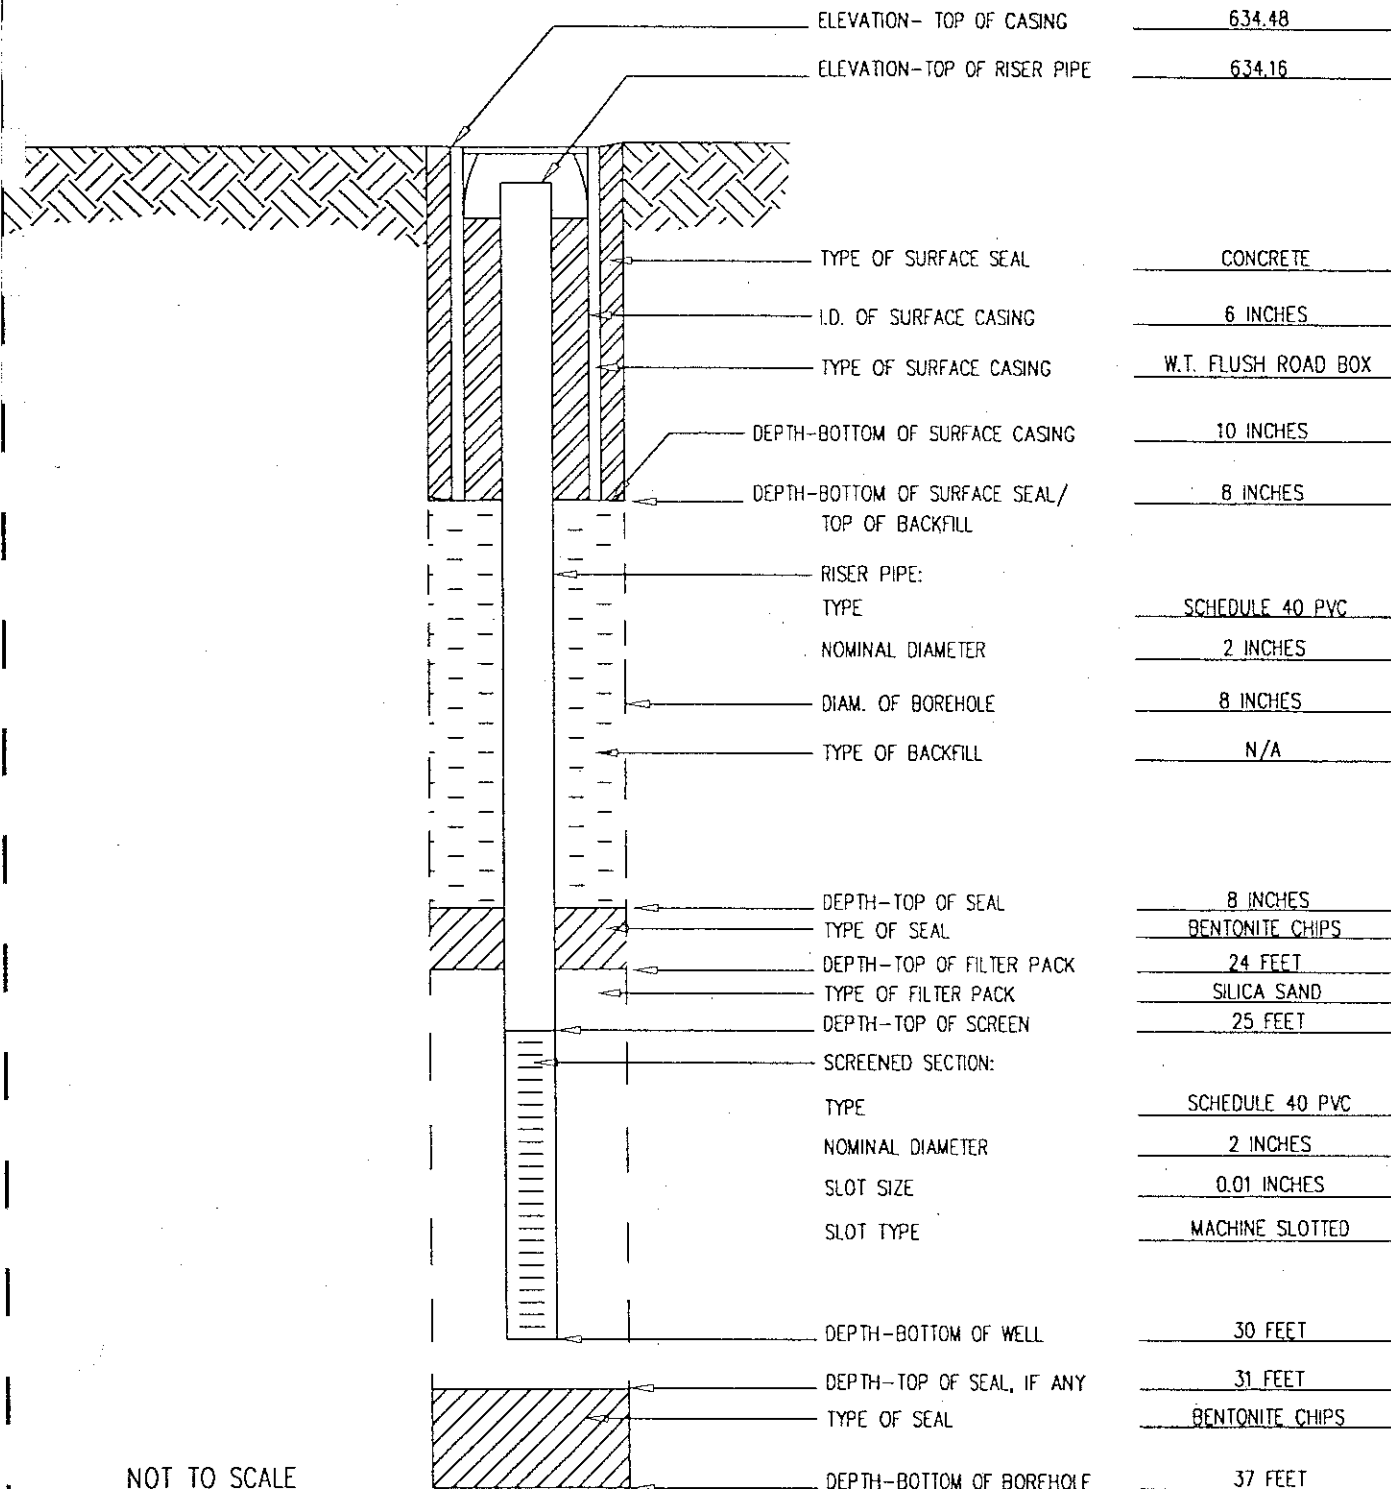 ELEVATION- TOP OF CASING 634.48
ELEVATION-TOP OF RISER PIPE 634.16
TYPE OF SURFACE SEAL CONCRETE
I.D. OF SURFACE CASING 6 INCHES
TYPE OF SURFACE CASING W.T. FLUSH ROAD BOX
DEPTH-BOTTOM OF SURFACE CASING 10 INCHES
DEPTH-BOTTOM OF SURFACE SEAL/ 8 INCHES
TOP OF BACKFILL
RISER PIPE:
TYPE SCHEDULE 40 PVC
NOMINAL DIAMETER 2 INCHES
DIAM. OF BOREHOLE 8 INCHES
TYPE OF BACKFILL N/A
DEPTH-TOP OF SEAL 8 INCHES
TYPE OF SEAL BENTONITE CHIPS
DEPTH-TOP OF FILTER PACK 24 FEET
TYPE OF FILTER PACK SILICA SAND
DEPTH-TOP OF SCREEN 25 FEET
SCREENED SECTION:
TYPE SCHEDULE 40 PVC
NOMINAL DIAMETER 2 INCHES
SLOT SIZE 0.01 INCHES
SLOT TYPE MACHINE SLOTTED
DEPTH-BOTTOM OF WELL 30 FEET
DEPTH-TOP OF SEAL, IF ANY 31 FEET
TYPE OF SEAL BENTONITE CHIPS
NOT TO SCALE DEPTH-BOTTOM OF BOREHOLE 37 FEET